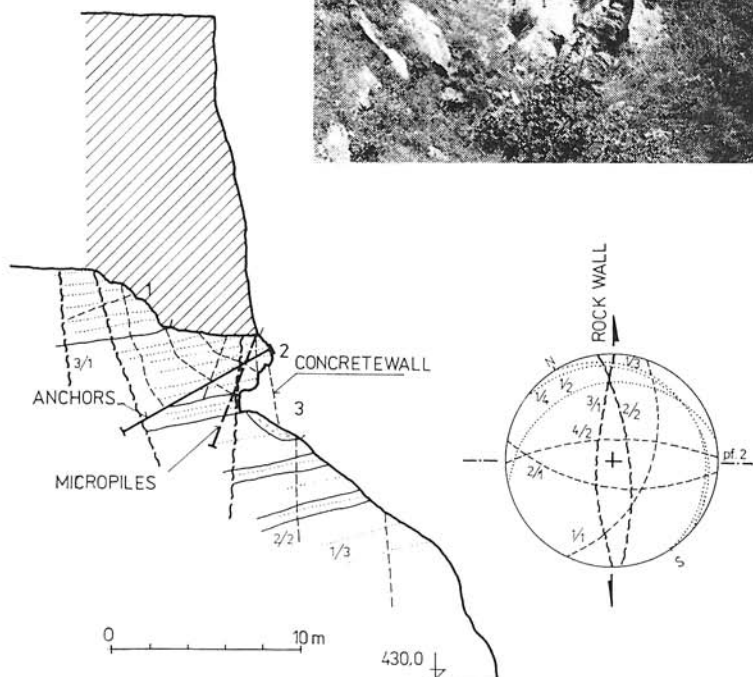 1
3/1
2
CONCRETEWALL
ANCHORS
3
MICROPILES
2/2
1/3
0 10 m
430,0
ROCK WALL
N
1/3
1/2
1/4
3/1
2/2
4/2
2/1
pf. 2
1/1
S